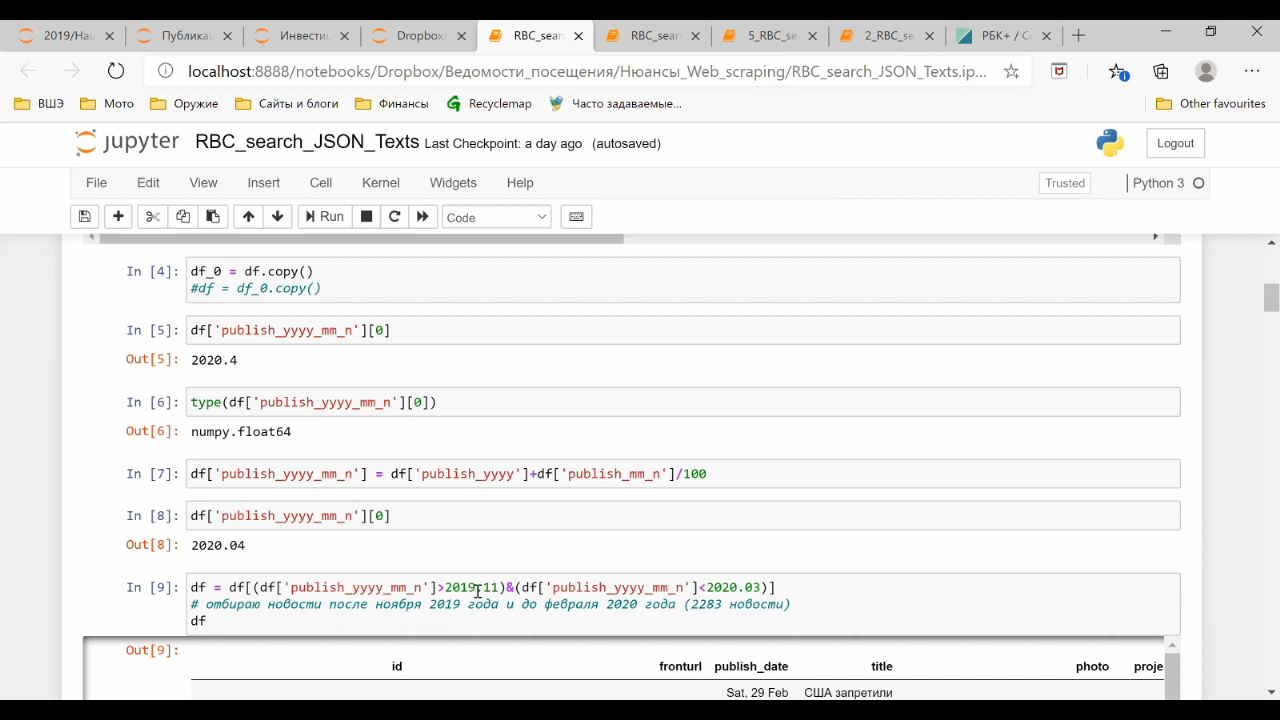 2019/Нац
Публикац
Инвестиц
Dropbox/
RBC_sear
RBC_sear
5_RBC_se
2_RBC_se
РБК+ / С
localhost:8888/notebooks/Dropbox/Ведомости_посещения/Нюансы_Web_scraping/RBC_search_JSON_Texts.ip...
ВШЭ
Мото
Оружие
Сайты и блоги
Финансы
Recyclemap
Часто задаваемые...
Other favourites
jupyter RBC_search_JSON_Texts Last Checkpoint: a day ago (autosaved)
Logout
File Edit View Insert Cell Kernel Widgets Help
Trusted
Python 3
Run
Code
In [4]: df_0 = df.copy()
#df = df_0.copy()
In [5]: df['publish_yyyy_mm_n'][0]
Out[5]: 2020.4
In [6]: type(df['publish_yyyy_mm_n'][0])
Out[6]: numpy.float64
In [7]: df['publish_yyyy_mm_n'] = df['publish_yyyy']+df['publish_mm_n']/100
In [8]: df['publish_yyyy_mm_n'][0]
Out[8]: 2020.04
In [9]: df = df[(df['publish_yyyy_mm_n']>2019.11)&(df['publish_yyyy_mm_n']<2020.03)]
# отбираю новости после ноября 2019 года и до февраля 2020 года (2283 новости)
df
Out[9]:
id fronturl publish_date title photo proje
Sat, 29 Feb США запретили